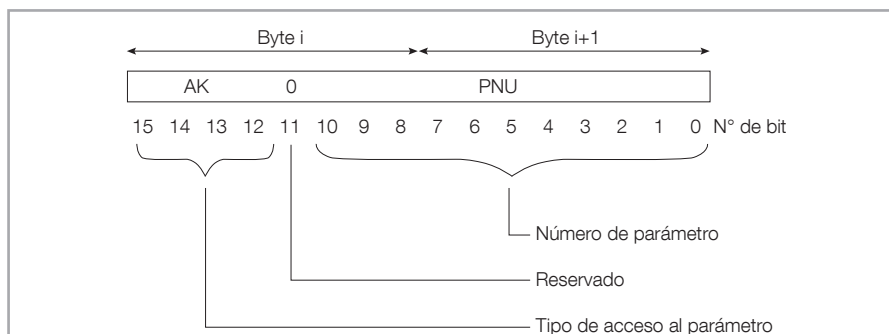 Byte i Byte i+1
AK 0 PNU
15 14 13 12 11 10 9 8 7 6 5 4 3 2 1 0 N° de bit
Número de parámetro
Reservado
Tipo de acceso al parámetro